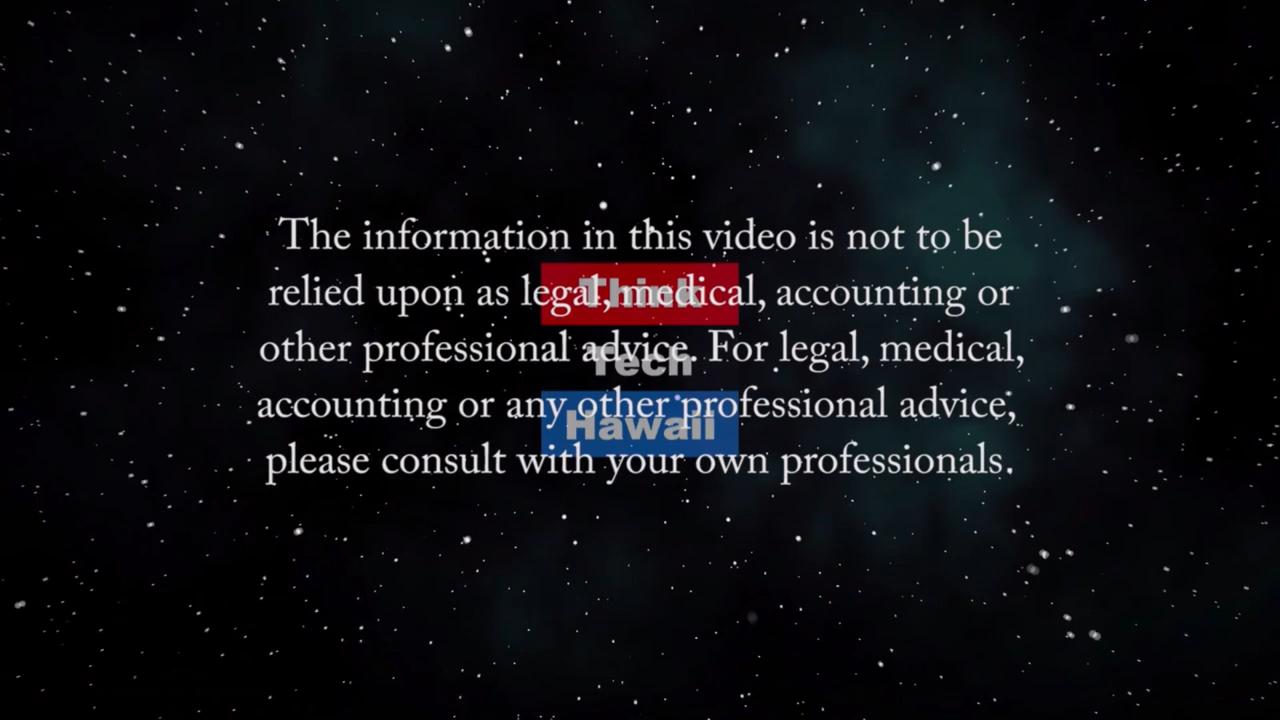 The information in this video is not to be
relied upon as legal, medical, accounting or
other professional advice. For legal, medical,
accounting or any other professional advice,
please consult with your own professionals.
Think
Tech
Hawaii